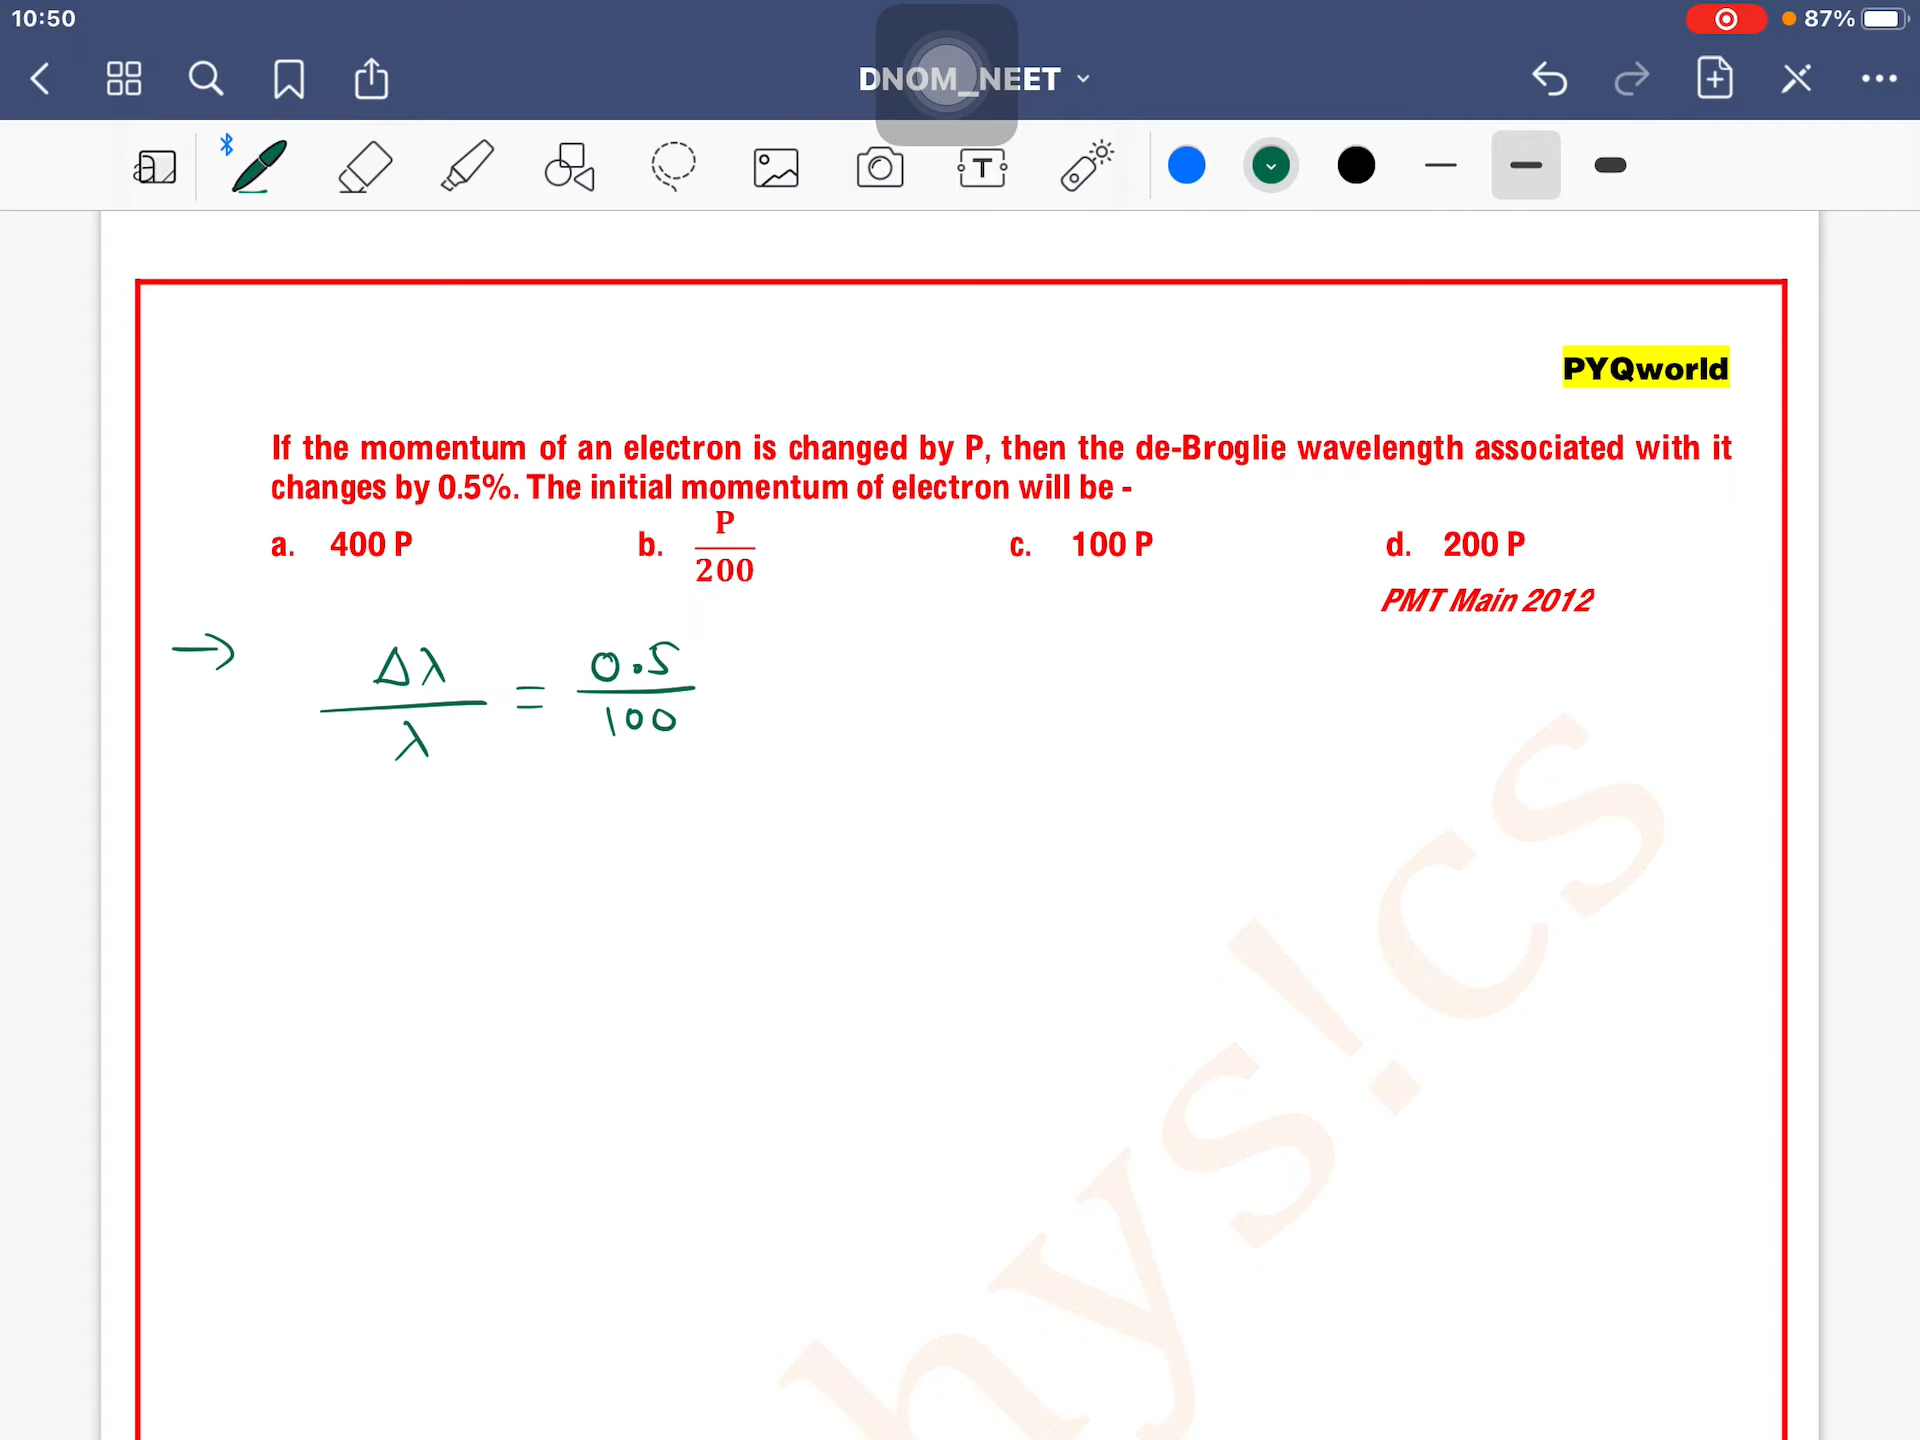 10:50
87%
DNOM_NEET
PYQworld
If the momentum of an electron is changed by P, then the de-Broglie wavelength associated with it
changes by 0.5%. The initial momentum of electron will be -
a. 400 P b. P/200 c. 100 P d. 200 P
PMT Main 2012
→ Δλ/λ = 0.5/100
hys!cs